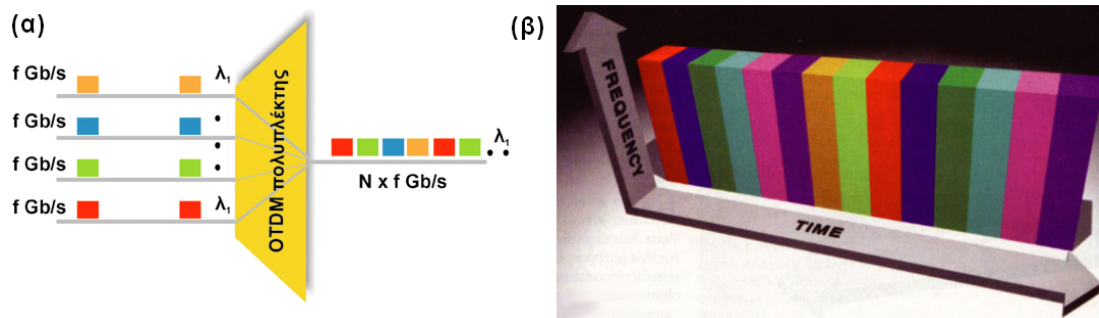 (α)
f Gb/s
λ₁
f Gb/s
f Gb/s
f Gb/s
λ₁
OTDM πολυπλέκτης
λ₁
N x f Gb/s
(β)
FREQUENCY
TIME